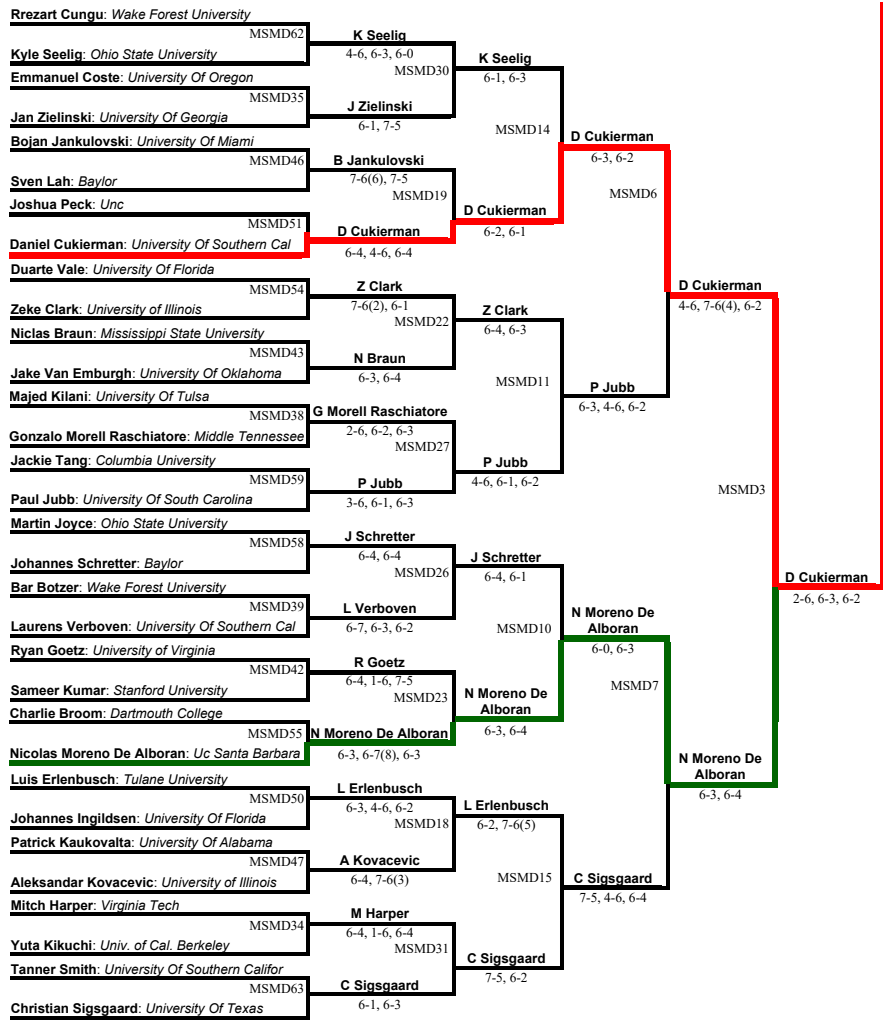 Rrezart Cungu: Wake Forest University
MSMD62
Kyle Seelig: Ohio State University
K Seelig
4-6, 6-3, 6-0
MSMD30
Emmanuel Coste: University Of Oregon
MSMD35
Jan Zielinski: University Of Georgia
J Zielinski
6-1, 7-5
K Seelig
6-1, 6-3
MSMD14
Bojan Jankulovski: University Of Miami
MSMD46
Sven Lah: Baylor
B Jankulovski
7-6(6), 7-5
MSMD19
Joshua Peck: Unc
MSMD51
Daniel Cukierman: University Of Southern Cal
D Cukierman
6-4, 4-6, 6-4
D Cukierman
6-2, 6-1
D Cukierman
6-3, 6-2
MSMD6
Duarte Vale: University Of Florida
MSMD54
Zeke Clark: University of Illinois
Z Clark
7-6(2), 6-1
MSMD22
Niclas Braun: Mississippi State University
MSMD43
Jake Van Emburgh: University Of Oklahoma
N Braun
6-3, 6-4
Z Clark
6-4, 6-3
MSMD11
Majed Kilani: University Of Tulsa
MSMD38
Gonzalo Morell Raschiatore: Middle Tennessee
G Morell Raschiatore
2-6, 6-2, 6-3
MSMD27
Jackie Tang: Columbia University
MSMD59
Paul Jubb: University Of South Carolina
P Jubb
3-6, 6-1, 6-3
P Jubb
4-6, 6-1, 6-2
P Jubb
6-3, 4-6, 6-2
D Cukierman
4-6, 7-6(4), 6-2
MSMD3
Martin Joyce: Ohio State University
MSMD58
Johannes Schretter: Baylor
J Schretter
6-4, 6-4
MSMD26
Bar Botzer: Wake Forest University
MSMD39
Laurens Verboven: University Of Southern Cal
L Verboven
6-7, 6-3, 6-2
J Schretter
6-4, 6-1
MSMD10
Ryan Goetz: University of Virginia
MSMD42
Sameer Kumar: Stanford University
R Goetz
6-4, 1-6, 7-5
MSMD23
Charlie Broom: Dartmouth College
MSMD55
Nicolas Moreno De Alboran: Uc Santa Barbara
N Moreno De Alboran
6-3, 6-7(8), 6-3
N Moreno De
Alboran
6-3, 6-4
N Moreno De
Alboran
6-0, 6-3
MSMD7
Luis Erlenbusch: Tulane University
MSMD50
Johannes Ingildsen: University Of Florida
L Erlenbusch
6-3, 4-6, 6-2
MSMD18
Patrick Kaukovalta: University Of Alabama
MSMD47
Aleksandar Kovacevic: University of Illinois
A Kovacevic
6-4, 7-6(3)
L Erlenbusch
6-2, 7-6(5)
MSMD15
Mitch Harper: Virginia Tech
MSMD34
Yuta Kikuchi: Univ. of Cal. Berkeley
M Harper
6-4, 1-6, 6-4
MSMD31
Tanner Smith: University Of Southern Califor
MSMD63
Christian Sigsgaard: University Of Texas
C Sigsgaard
6-1, 6-3
C Sigsgaard
7-5, 6-2
C Sigsgaard
7-5, 4-6, 6-4
N Moreno De
Alboran
6-3, 6-4
D Cukierman
2-6, 6-3, 6-2